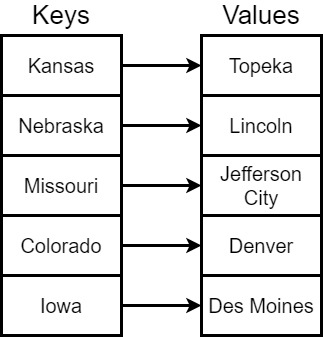 Keys Values
Kansas Topeka
Nebraska Lincoln
Missouri Jefferson
City
Colorado Denver
Iowa Des Moines